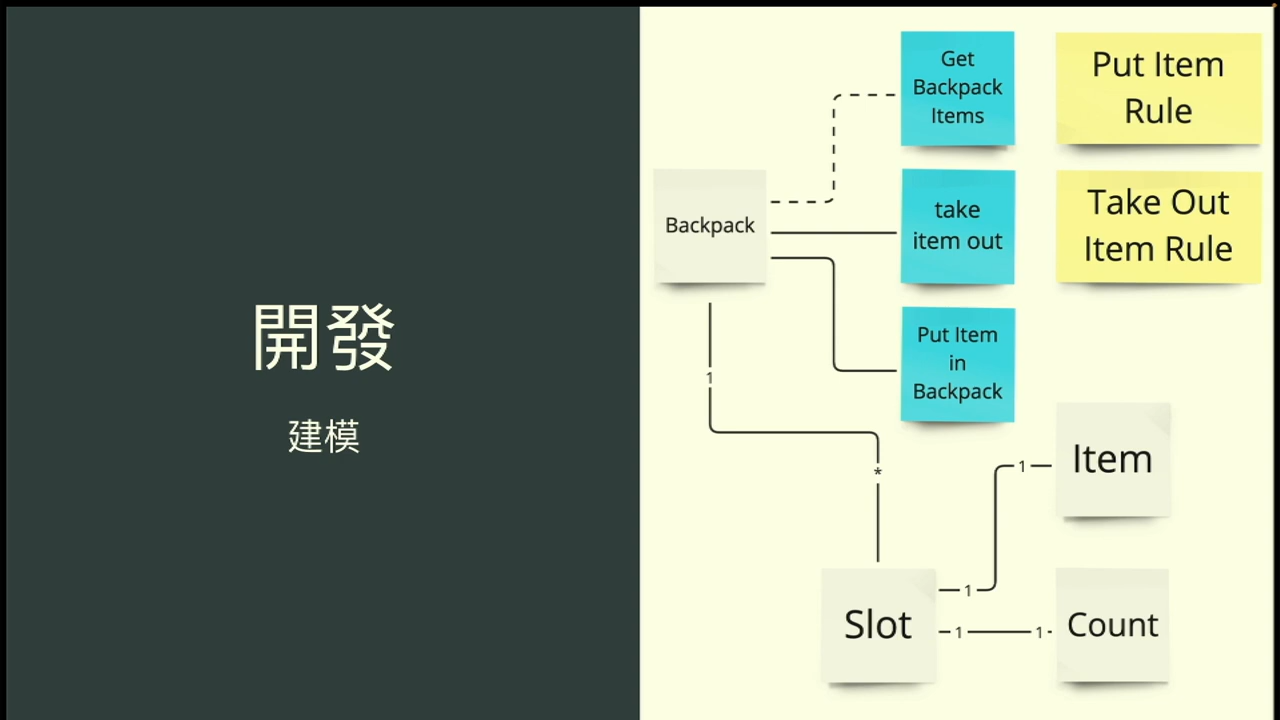 開發
建模
Get
Backpack
Items
Put Item
Rule
Backpack
take
item out
Take Out
Item Rule
Put Item
in
Backpack
1
*
1
Item
1
Slot
1
1
Count